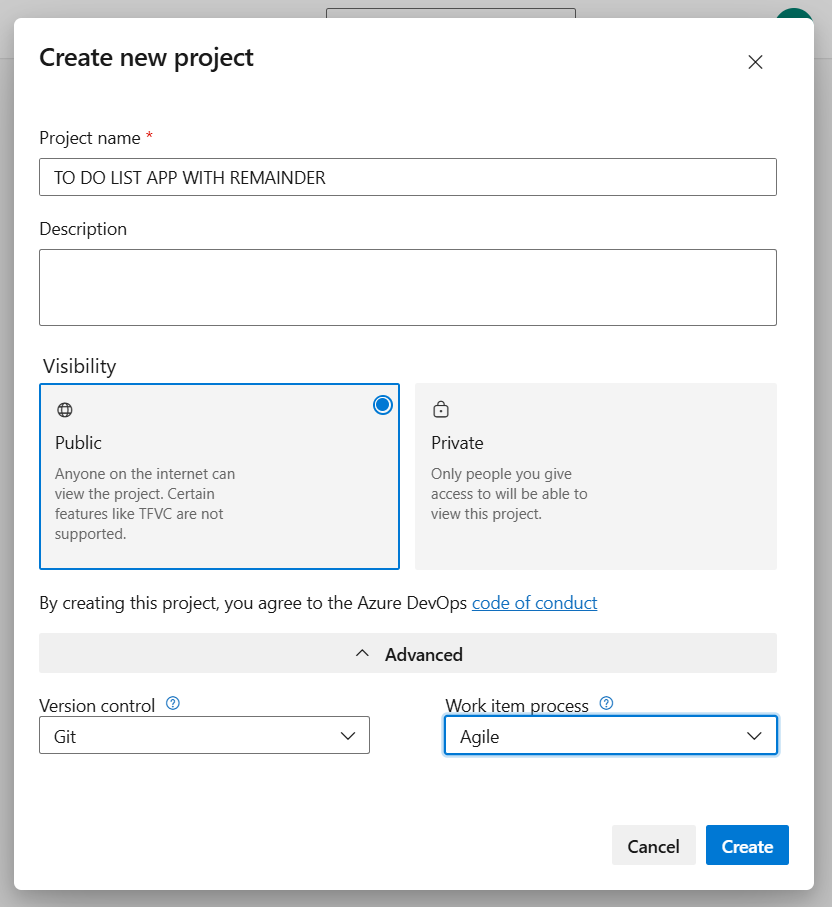 Create new project
Project name *
TO DO LIST APP WITH REMAINDER
Description
Visibility
Public
Anyone on the internet can
view the project. Certain
features like TFVC are not
supported.
Private
Only people you give
access to will be able to
view this project.
By creating this project, you agree to the Azure DevOps code of conduct
Advanced
Version control ?
Git
Work item process ?
Agile
Cancel
Create